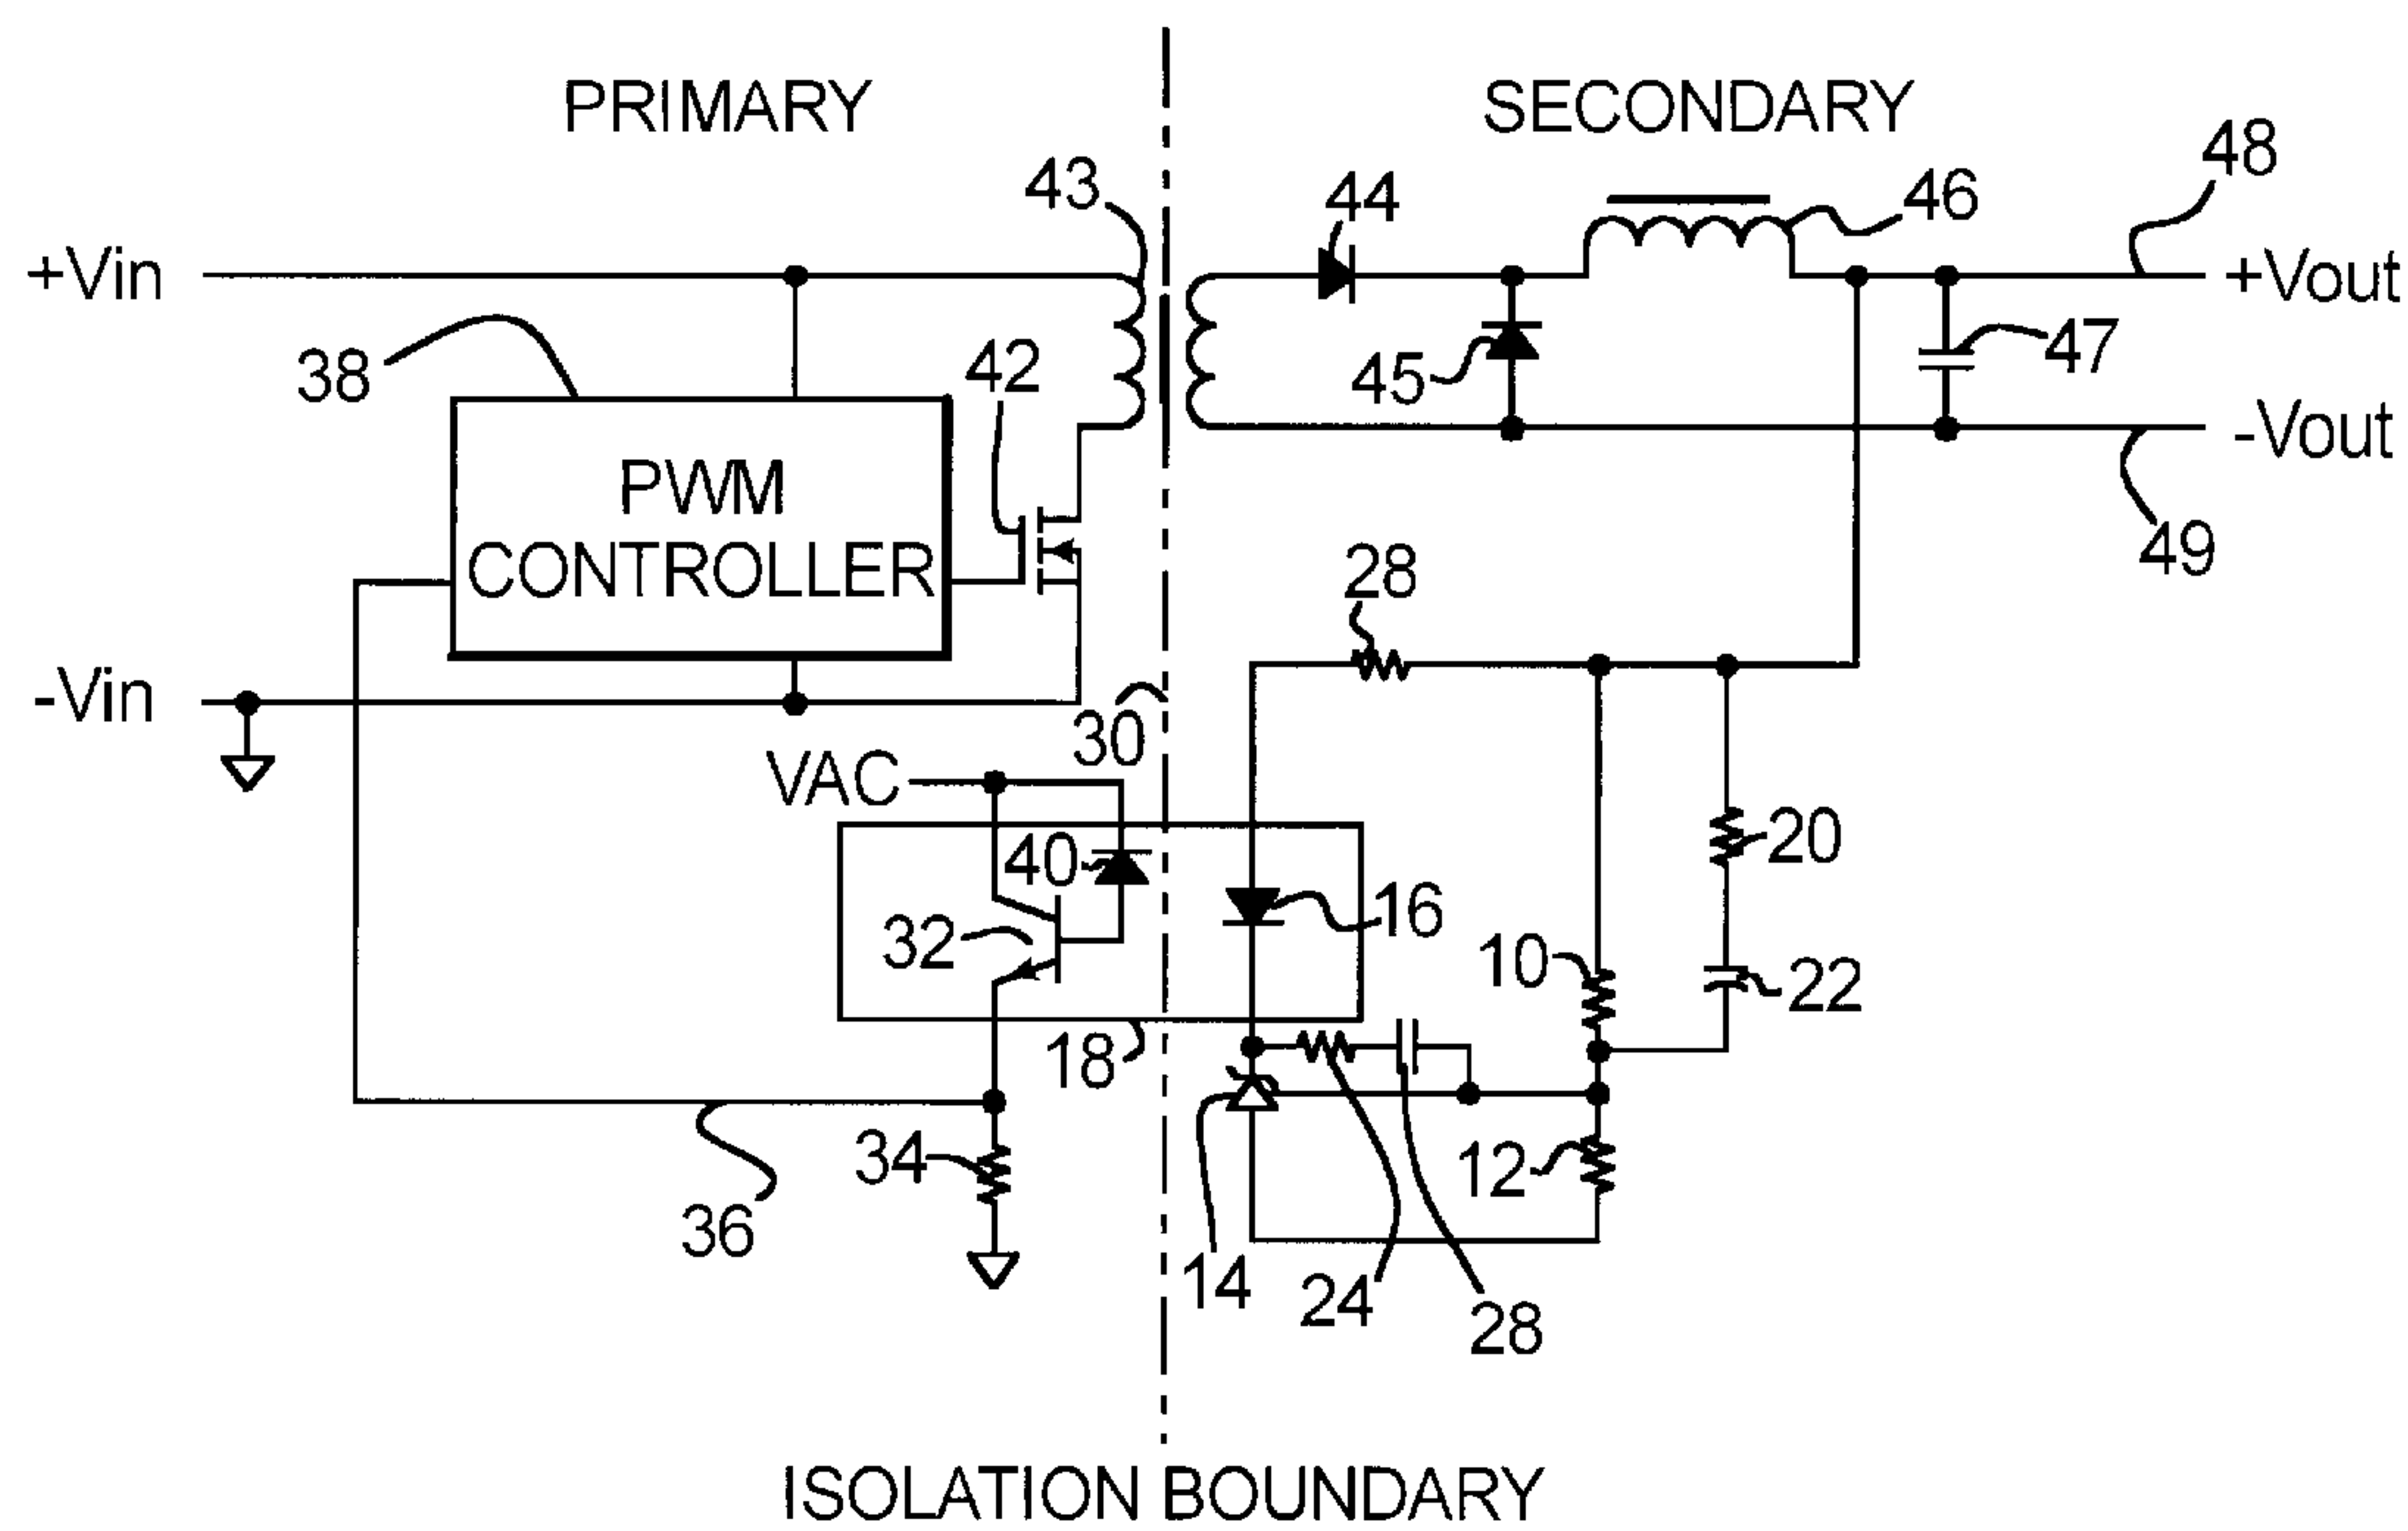 PRIMARY
SECONDARY
48
43
44
46
+Vin
+Vout
38
42
45
47
-Vout
PWM
CONTROLLER
49
28
-Vin
30
VAC
20
40
16
32
10
22
18
34
12
36
14
24
28
ISOLATION BOUNDARY